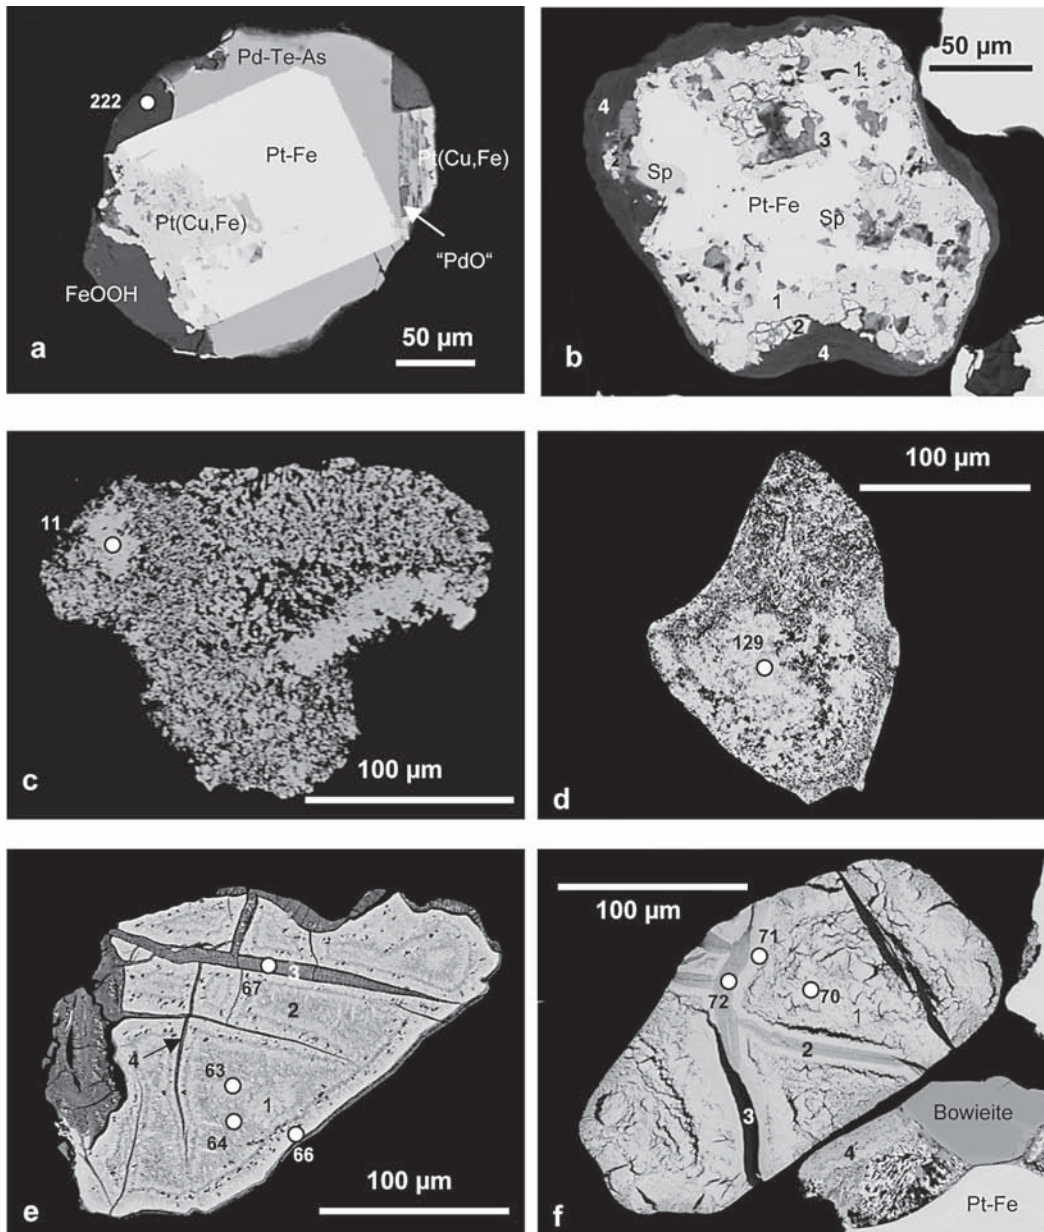 Pd-Te-As
222
Pt-Fe
Pt(Cu,Fe)
Pt(Cu,Fe)
"PdO"
FeOOH
50 µm
a
50 µm
1
4
3
2
Sp
Pt-Fe
Sp
1
2
4
b
11
100 µm
c
100 µm
129
d
3
67
2
4
63
1
64
66
100 µm
e
100 µm
71
72
70
1
2
3
Bowieite
4
Pt-Fe
f